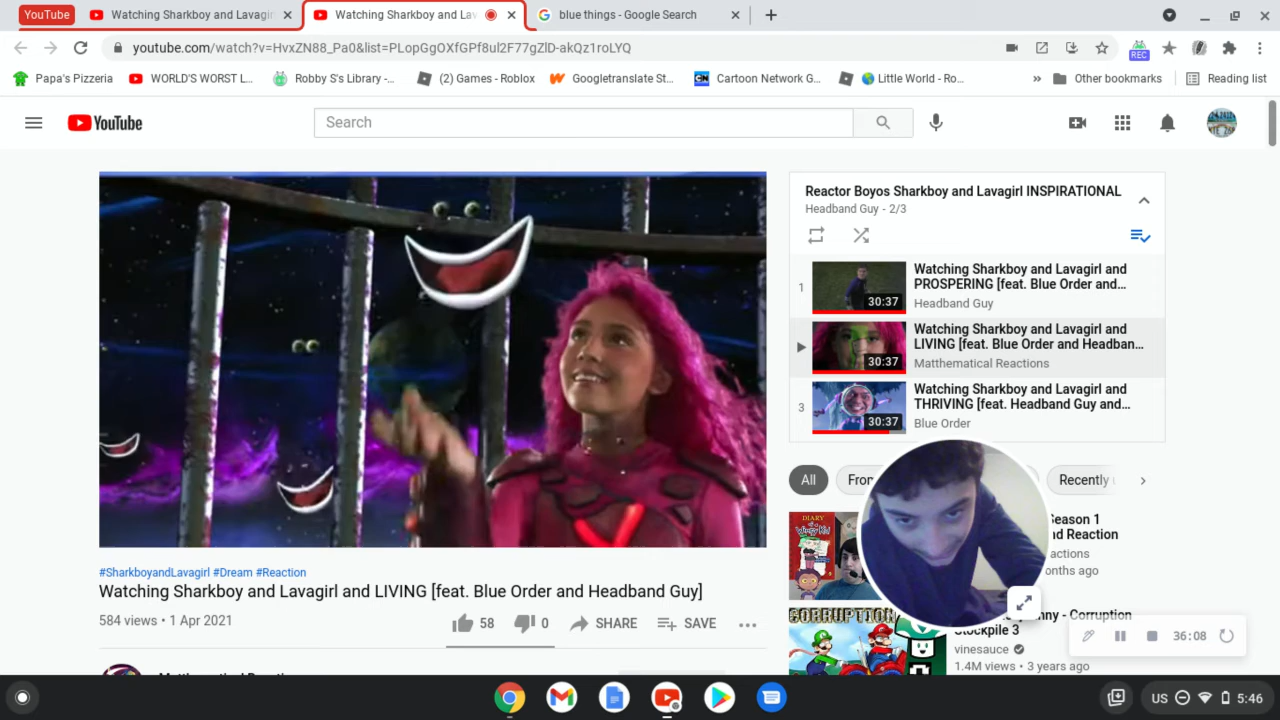 YouTube
Watching Sharkboy and Lavagirl
Watching Sharkboy and Lav
blue things - Google Search
youtube.com/watch?v=HvxZN88_Pa0&list=PLopGgOXfGPf8ul2F77gZlD-akQz1roLYQ
REC
Papa's Pizzeria
WORLD'S WORST L...
Robby S's Library -...
(2) Games - Roblox
Googletranslate St...
CN
Cartoon Network G...
Little World - Ro...
»
Other bookmarks
Reading list
YouTube
Search
Reactor Boyos Sharkboy and Lavagirl INSPIRATIONAL
Headband Guy - 2/3
1
30:37
Watching Sharkboy and Lavagirl and
PROSPERING [feat. Blue Order and...
Headband Guy
30:37
Watching Sharkboy and Lavagirl and
LIVING [feat. Blue Order and Headban...
Matthematical Reactions
3
30:37
Watching Sharkboy and Lavagirl and
THRIVING [feat. Headband Guy and...
Blue Order
All
Recently
DIARY
Season 1
nd Reaction
actions
onths ago
#SharkboyandLavagirl #Dream #Reaction
Watching Sharkboy and Lavagirl and LIVING [feat. Blue Order and Headband Guy]
584 views • 1 Apr 2021
58
0
SHARE
SAVE
CORRUPTION
nny - Corruption
Stockpile 3
vinesauce
1.4M views • 3 years ago
36:08
US
5:46